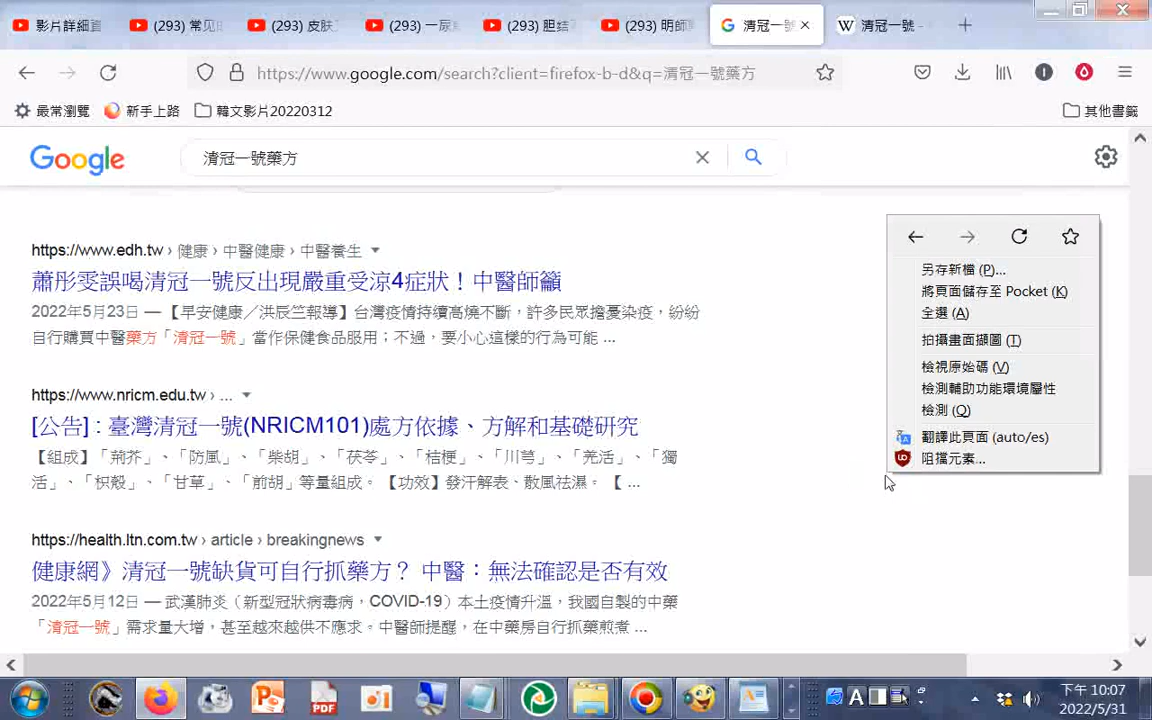 影片詳細資
(293) 常見
(293) 皮膚
(293) 一尿
(293) 胆結
(293) 明師
清冠一號
清冠一號 -
https://www.google.com/search?client=firefox-b-d&q=清冠一號藥方
最常瀏覽
新手上路
韓文影片20220312
其他書籤
Google
清冠一號藥方
https://www.edh.tw › 健康 › 中醫健康 › 中醫養生
蕭彤雯誤喝清冠一號反出現嚴重受涼4症狀！中醫師籲
2022年5月23日 — 【早安健康／洪辰竺報導】台灣疫情持續高燒不斷，許多民眾擔憂染疫，紛紛
自行購買中醫藥方「清冠一號」當作保健食品服用；不過，要小心這樣的行為可能 ...
https://www.nricm.edu.tw › ...
[公告] : 臺灣清冠一號(NRICM101)處方依據、方解和基礎研究
【組成】「荊芥」、「防風」、「柴胡」、「茯苓」、「桔梗」、「川芎」、「羌活」、「獨
活」、「枳殼」、「甘草」、「前胡」等量組成。【功效】發汗解表、散風祛濕。【 ...
https://health.ltn.com.tw › article › breakingnews
健康網》清冠一號缺貨可自行抓藥方？ 中醫：無法確認是否有效
2022年5月12日 — 武漢肺炎（新型冠狀病毒病，COVID-19）本土疫情升溫，我國自製的中藥
「清冠一號」需求量大增，甚至越來越供不應求。中醫師提醒，在中藥房自行抓藥煎煮 ...
另存新檔 (P)...
將頁面儲存至 Pocket (K)
全選 (A)
拍攝畫面擷圖 (T)
檢視原始碼 (V)
檢測輔助功能環境屬性
檢測 (Q)
翻譯此頁面 (auto/es)
阻擋元素...
PDF
A
下午 10:07
2022/5/31